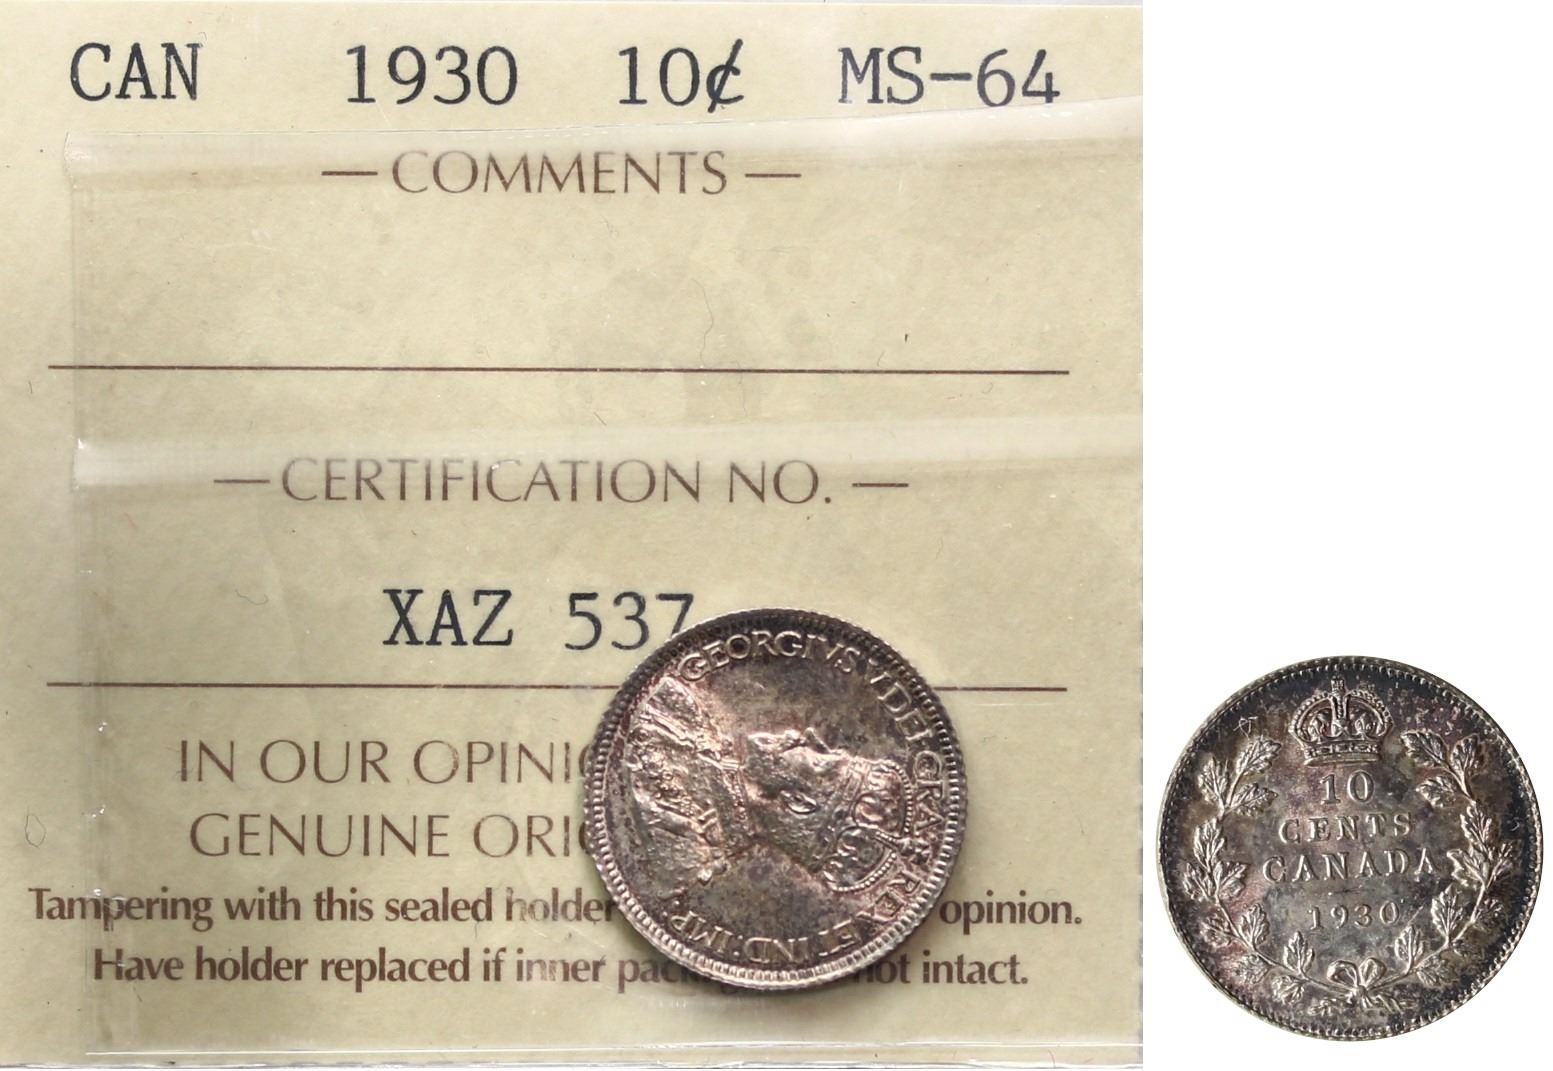 CAN 1930 10¢ MS-64
— COMMENTS —
— CERTIFICATION NO. —
XAZ 537
IN OUR OPINIO
GENUINE ORIG
Tampering with this sealed holder opinion.
Have holder replaced if inner pac not intact.
GEORGIVS V DEI GRA: REX ET IND: IMP:
10
CENTS
CANADA
1930